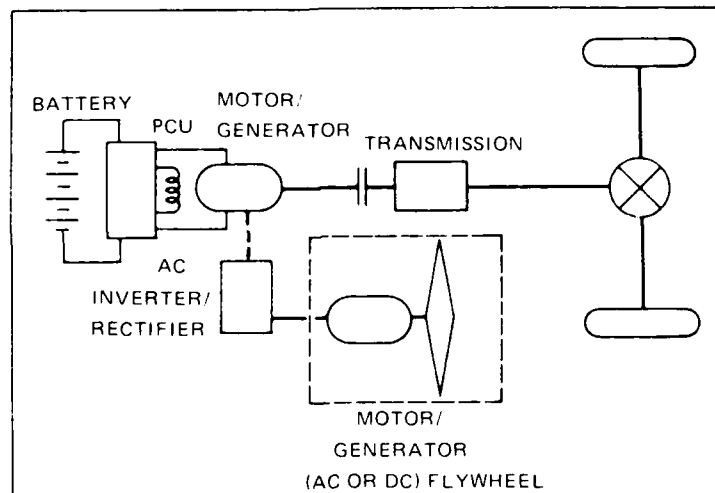 BATTERY
PCU
MOTOR/
GENERATOR
TRANSMISSION
AC
INVERTER/
RECTIFIER
MOTOR/
GENERATOR
(AC OR DC) FLYWHEEL